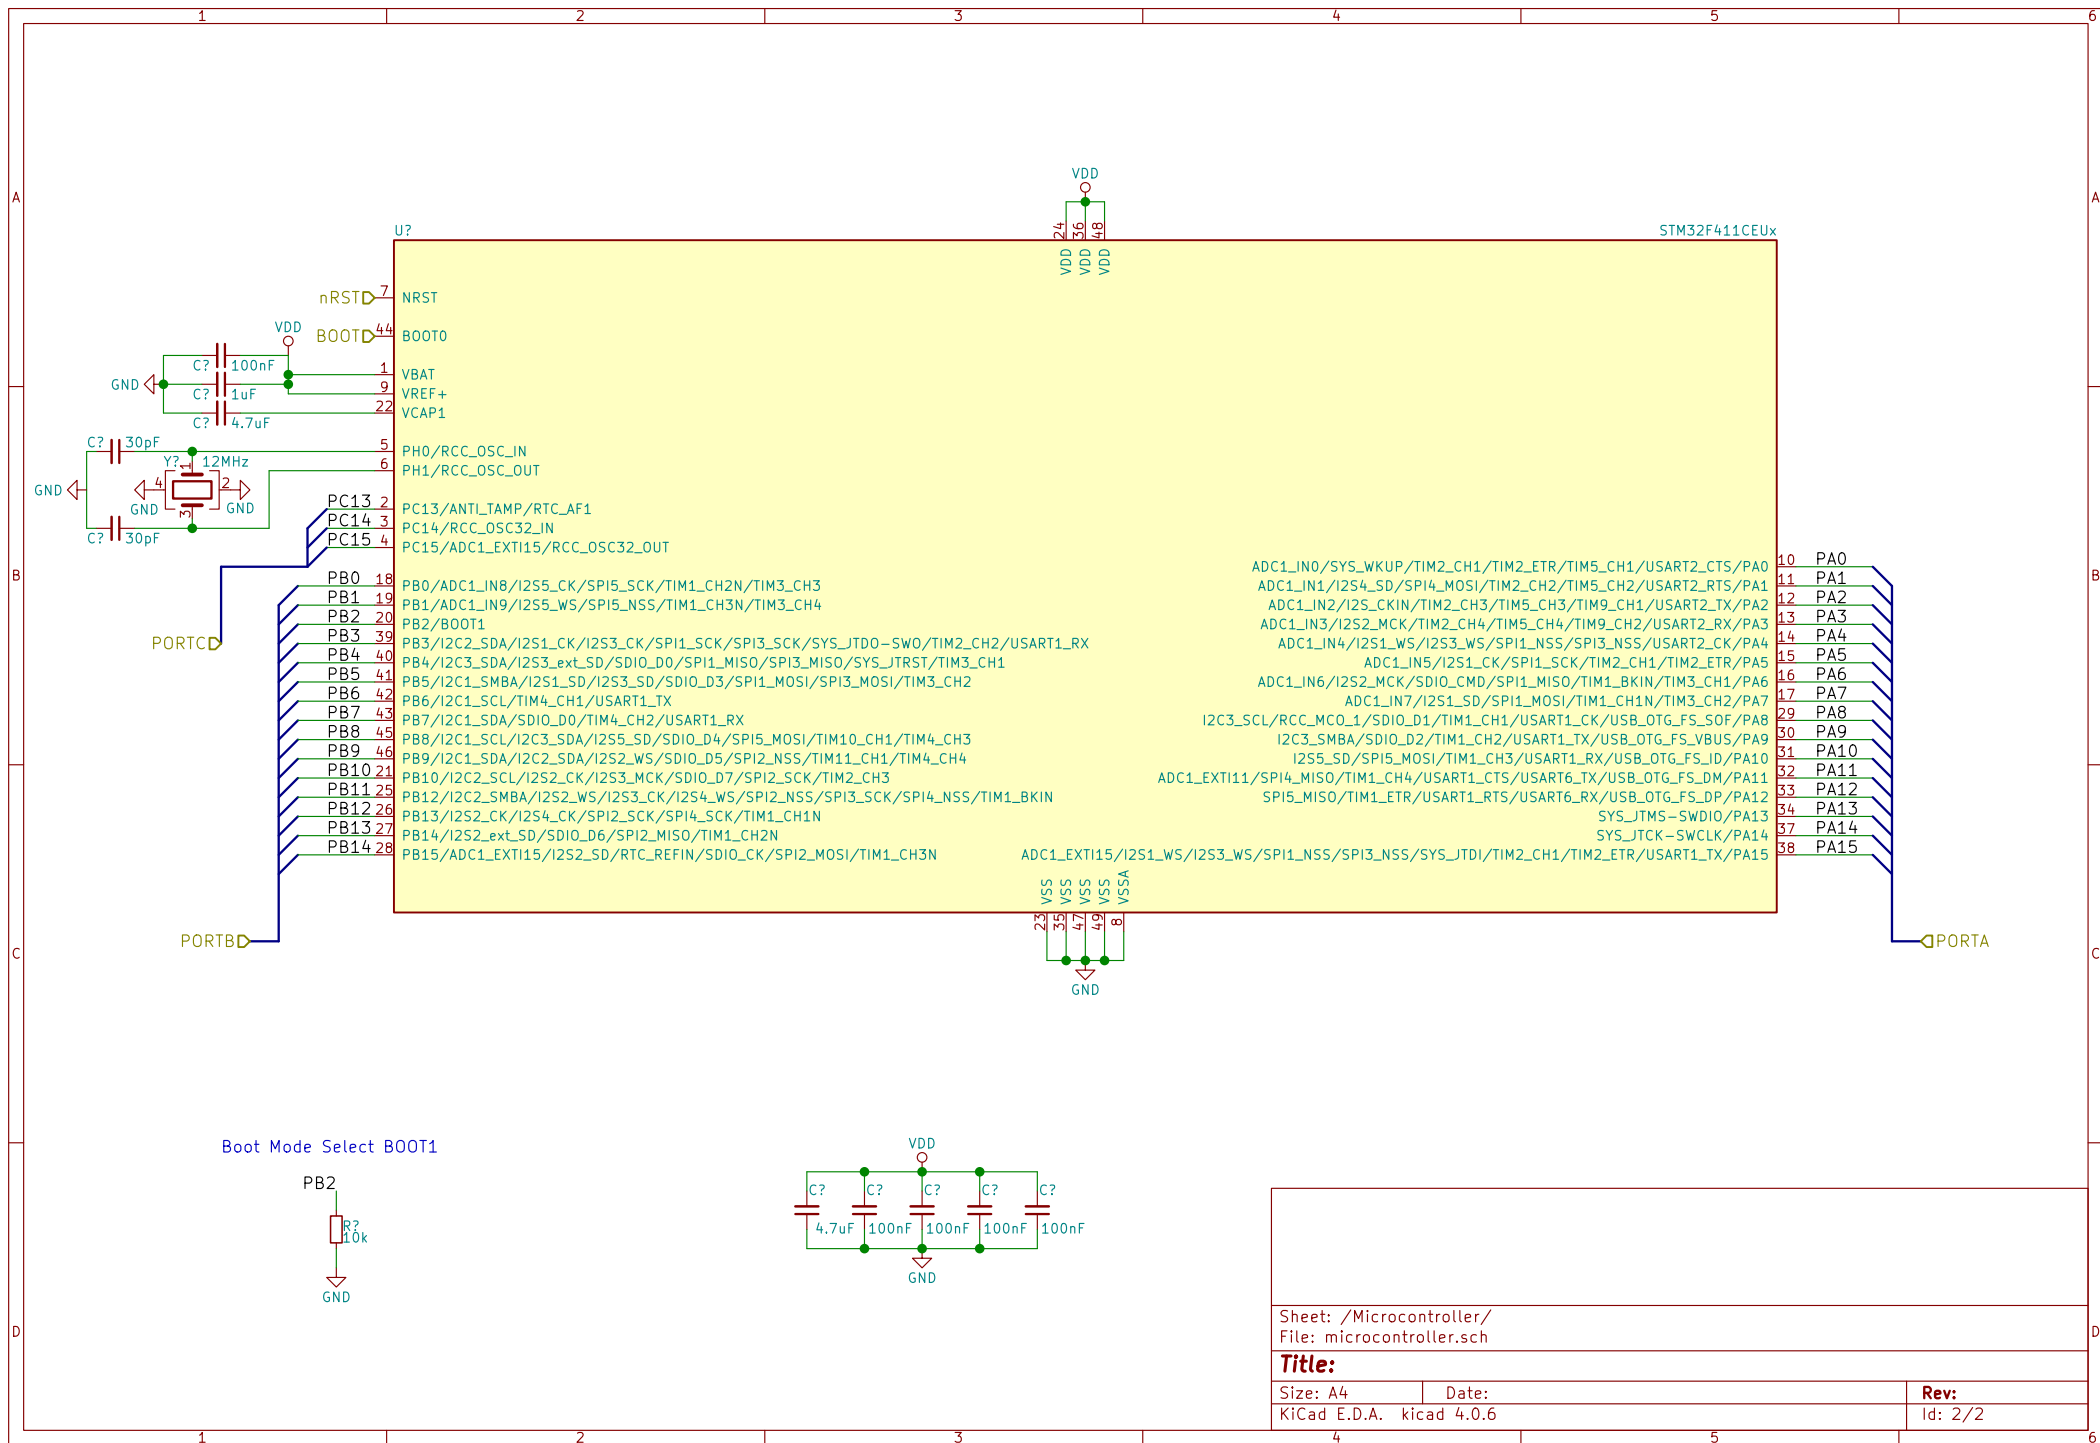 1 2 3 4 5 6
A A
B B
C C
D D
VDD
24 36 48
VDD VDD VDD
U? STM32F411CEUx
nRST 7 NRST
BOOT 44 BOOT0
VDD
C? 100nF
1 VBAT
GND
C? 1uF
9 VREF+
22 VCAP1
C? 4.7uF
C? 30pF
5 PH0/RCC_OSC_IN
Y? 12MHz
6 PH1/RCC_OSC_OUT
GND 4 1 2 3
GND GND
C? 30pF
PC13 2 PC13/ANTI_TAMP/RTC_AF1
PC14 3 PC14/RCC_OSC32_IN
PC15 4 PC15/ADC1_EXTI15/RCC_OSC32_OUT
PORTC
PB0 18 PB0/ADC1_IN8/I2S5_CK/SPI5_SCK/TIM1_CH2N/TIM3_CH3
PB1 19 PB1/ADC1_IN9/I2S5_WS/SPI5_NSS/TIM1_CH3N/TIM3_CH4
PB2 20 PB2/BOOT1
PB3 39 PB3/I2C2_SDA/I2S1_CK/I2S3_CK/SPI1_SCK/SPI3_SCK/SYS_JTDO-SWO/TIM2_CH2/USART1_RX
PB4 40 PB4/I2C3_SDA/I2S3_ext_SD/SDIO_D0/SPI1_MISO/SPI3_MISO/SYS_JTRST/TIM3_CH1
PB5 41 PB5/I2C1_SMBA/I2S1_SD/I2S3_SD/SDIO_D3/SPI1_MOSI/SPI3_MOSI/TIM3_CH2
PB6 42 PB6/I2C1_SCL/TIM4_CH1/USART1_TX
PB7 43 PB7/I2C1_SDA/SDIO_D0/TIM4_CH2/USART1_RX
PB8 45 PB8/I2C1_SCL/I2C3_SDA/I2S5_SD/SDIO_D4/SPI5_MOSI/TIM10_CH1/TIM4_CH3
PB9 46 PB9/I2C1_SDA/I2C2_SDA/I2S2_WS/SDIO_D5/SPI2_NSS/TIM11_CH1/TIM4_CH4
PB10 21 PB10/I2C2_SCL/I2S2_CK/I2S3_MCK/SDIO_D7/SPI2_SCK/TIM2_CH3
PB11 25 PB12/I2C2_SMBA/I2S2_WS/I2S3_CK/I2S4_WS/SPI2_NSS/SPI3_SCK/SPI4_NSS/TIM1_BKIN
PB12 26 PB13/I2S2_CK/I2S4_CK/SPI2_SCK/SPI4_SCK/TIM1_CH1N
PB13 27 PB14/I2S2_ext_SD/SDIO_D6/SPI2_MISO/TIM1_CH2N
PB14 28 PB15/ADC1_EXTI15/I2S2_SD/RTC_REFIN/SDIO_CK/SPI2_MOSI/TIM1_CH3N
PORTB
ADC1_IN0/SYS_WKUP/TIM2_CH1/TIM2_ETR/TIM5_CH1/USART2_CTS/PA0 10 PA0
ADC1_IN1/I2S4_SD/SPI4_MOSI/TIM2_CH2/TIM5_CH2/USART2_RTS/PA1 11 PA1
ADC1_IN2/I2S_CKIN/TIM2_CH3/TIM5_CH3/TIM9_CH1/USART2_TX/PA2 12 PA2
ADC1_IN3/I2S2_MCK/TIM2_CH4/TIM5_CH4/TIM9_CH2/USART2_RX/PA3 13 PA3
ADC1_IN4/I2S1_WS/I2S3_WS/SPI1_NSS/SPI3_NSS/USART2_CK/PA4 14 PA4
ADC1_IN5/I2S1_CK/SPI1_SCK/TIM2_CH1/TIM2_ETR/PA5 15 PA5
ADC1_IN6/I2S2_MCK/SDIO_CMD/SPI1_MISO/TIM1_BKIN/TIM3_CH1/PA6 16 PA6
ADC1_IN7/I2S1_SD/SPI1_MOSI/TIM1_CH1N/TIM3_CH2/PA7 17 PA7
I2C3_SCL/RCC_MCO_1/SDIO_D1/TIM1_CH1/USART1_CK/USB_OTG_FS_SOF/PA8 29 PA8
I2C3_SMBA/SDIO_D2/TIM1_CH2/USART1_TX/USB_OTG_FS_VBUS/PA9 30 PA9
I2S5_SD/SPI5_MOSI/TIM1_CH3/USART1_RX/USB_OTG_FS_ID/PA10 31 PA10
ADC1_EXTI11/SPI4_MISO/TIM1_CH4/USART1_CTS/USART6_TX/USB_OTG_FS_DM/PA11 32 PA11
SPI5_MISO/TIM1_ETR/USART1_RTS/USART6_RX/USB_OTG_FS_DP/PA12 33 PA12
SYS_JTMS-SWDIO/PA13 34 PA13
SYS_JTCK-SWCLK/PA14 37 PA14
ADC1_EXTI15/I2S1_WS/I2S3_WS/SPI1_NSS/SPI3_NSS/SYS_JTDI/TIM2_CH1/TIM2_ETR/USART1_TX/PA15 38 PA15
PORTA
VSS VSS VSS VSS VSSA
23 35 47 49 8
GND
Boot Mode Select BOOT1
PB2
R?
10k
GND
VDD
C? C? C? C? C?
4.7uF 100nF 100nF 100nF 100nF
GND
Sheet: /Microcontroller/
File: microcontroller.sch
Title:
Size: A4 Date: Rev:
KiCad E.D.A. kicad 4.0.6 Id: 2/2
1 2 3 4 5 6